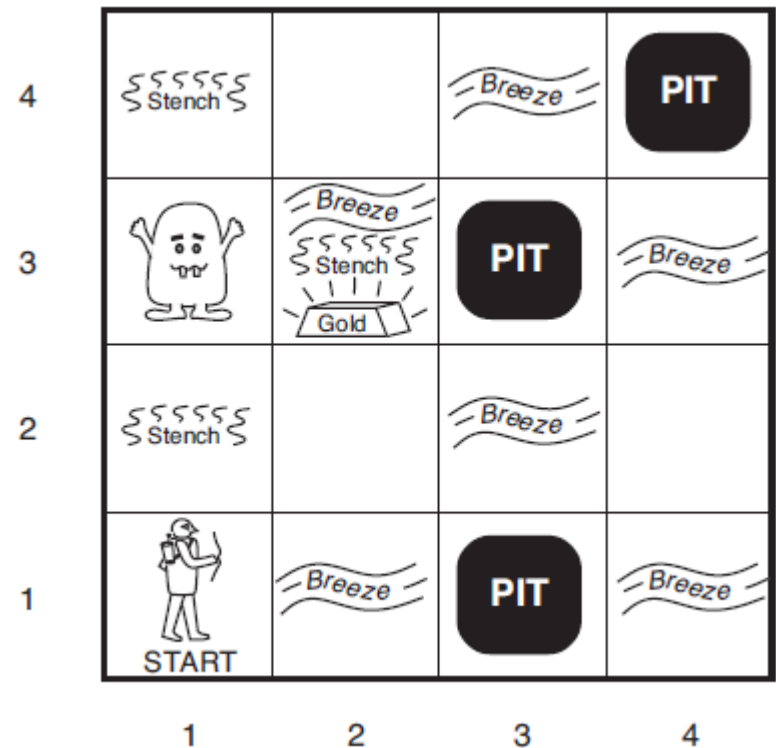 4
Stench
Breeze
PIT
3
Breeze
Stench
Gold
PIT
Breeze
2
Stench
Breeze
1
START
Breeze
PIT
Breeze
1 2 3 4